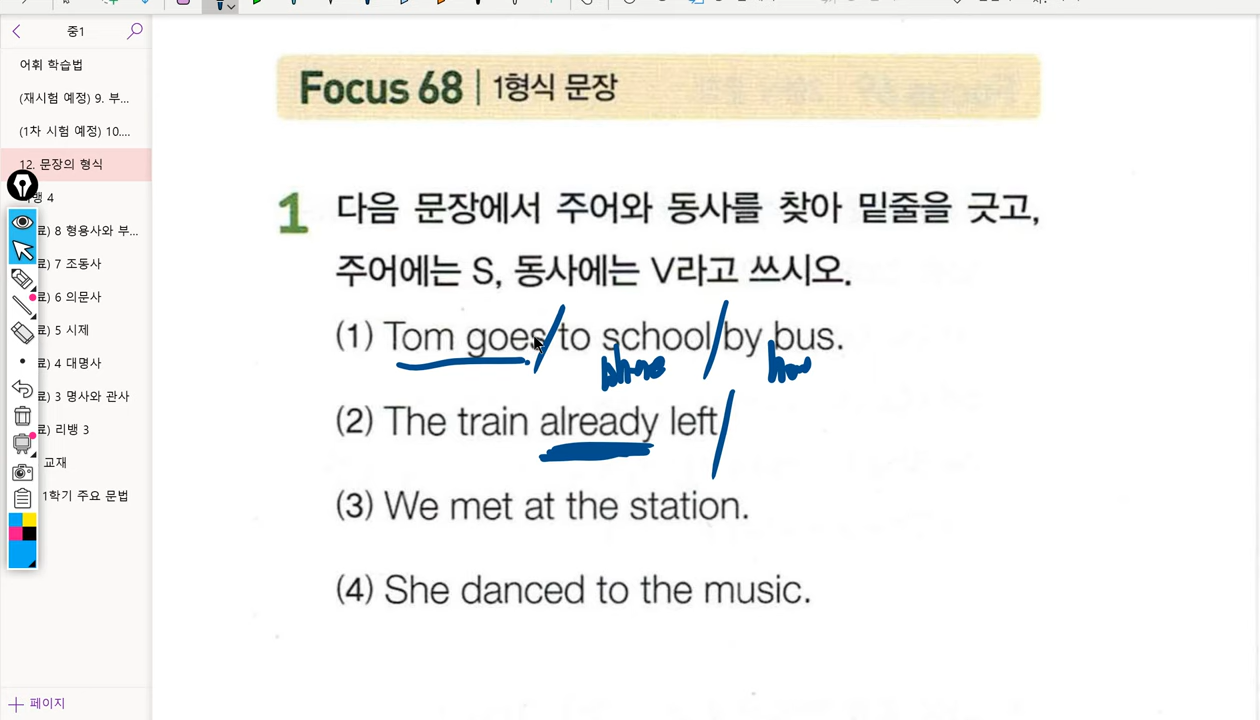 중1
어휘 학습법
(재시험 예정) 9. 부...
(1차 시험 예정) 10....
12. 문장의 형식
4
료) 8 형용사와 부...
료) 7 조동사
료) 6 의문사
료) 5 시제
료) 4 대명사
료) 3 명사와 관사
료) 리뱅 3
교재
1학기 주요 문법
페이지
Focus 68 | 1형식 문장
1 다음 문장에서 주어와 동사를 찾아 밑줄을 긋고,
주어에는 S, 동사에는 V라고 쓰시오.
(1) Tom goes to school by bus.
where how
(2) The train already left
(3) We met at the station.
(4) She danced to the music.